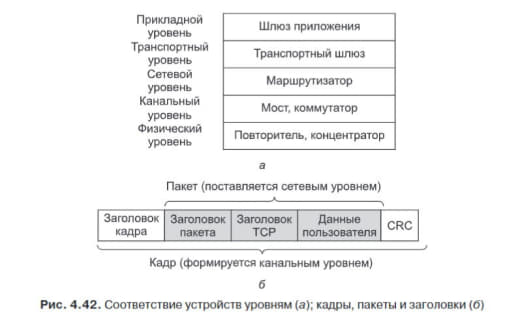 Прикладной
уровень
Шлюз приложения
Транспортный
уровень
Транспортный шлюз
Сетевой
уровень
Маршрутизатор
Канальный
уровень
Мост, коммутатор
Физический
уровень
Повторитель, концентратор
а
Пакет (поставляется сетевым уровнем)
Заголовок
кадра
Заголовок
пакета
Заголовок
TCP
Данные
пользователя
CRC
Кадр (формируется канальным уровнем)
б
Рис. 4.42. Соответствие устройств уровням (а); кадры, пакеты и заголовки (б)